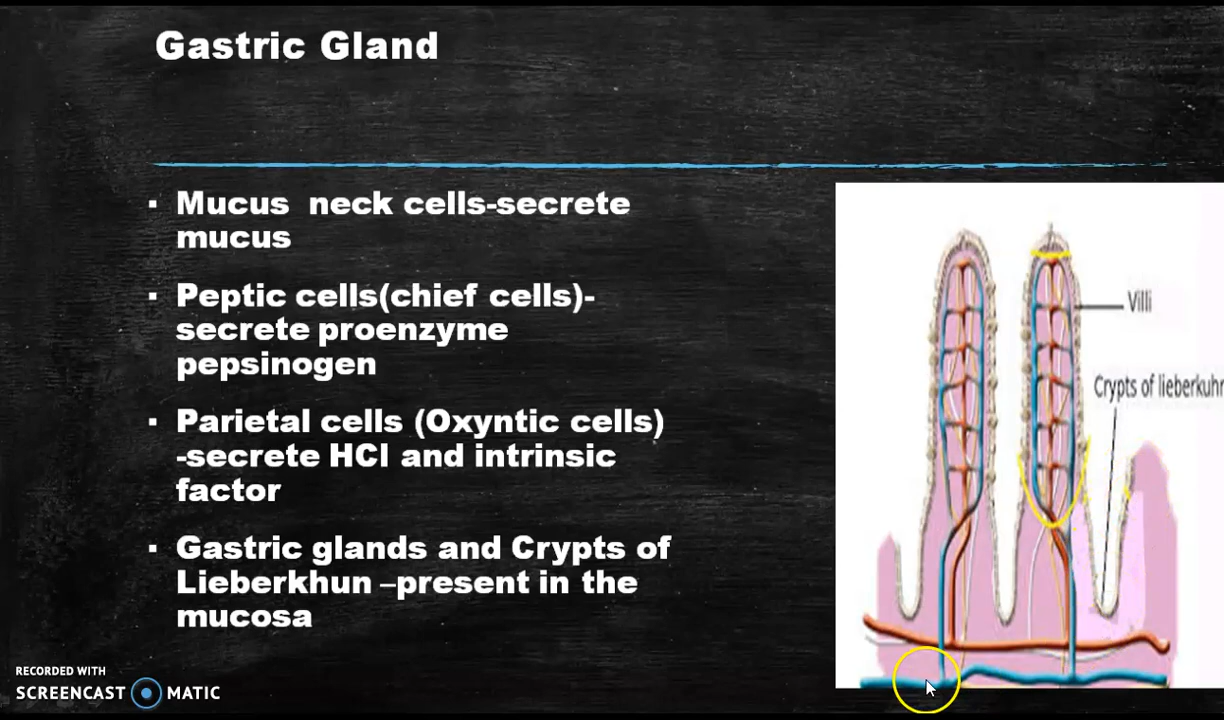 Gastric Gland
▪ Mucus neck cells-secrete
mucus
▪ Peptic cells(chief cells)-
secrete proenzyme
pepsinogen
▪ Parietal cells (Oxyntic cells)
-secrete HCl and intrinsic
factor
▪ Gastric glands and Crypts of
Lieberkhun –present in the
mucosa
Villi
Crypts of lieberkuhn
RECORDED WITH
SCREENCAST MATIC